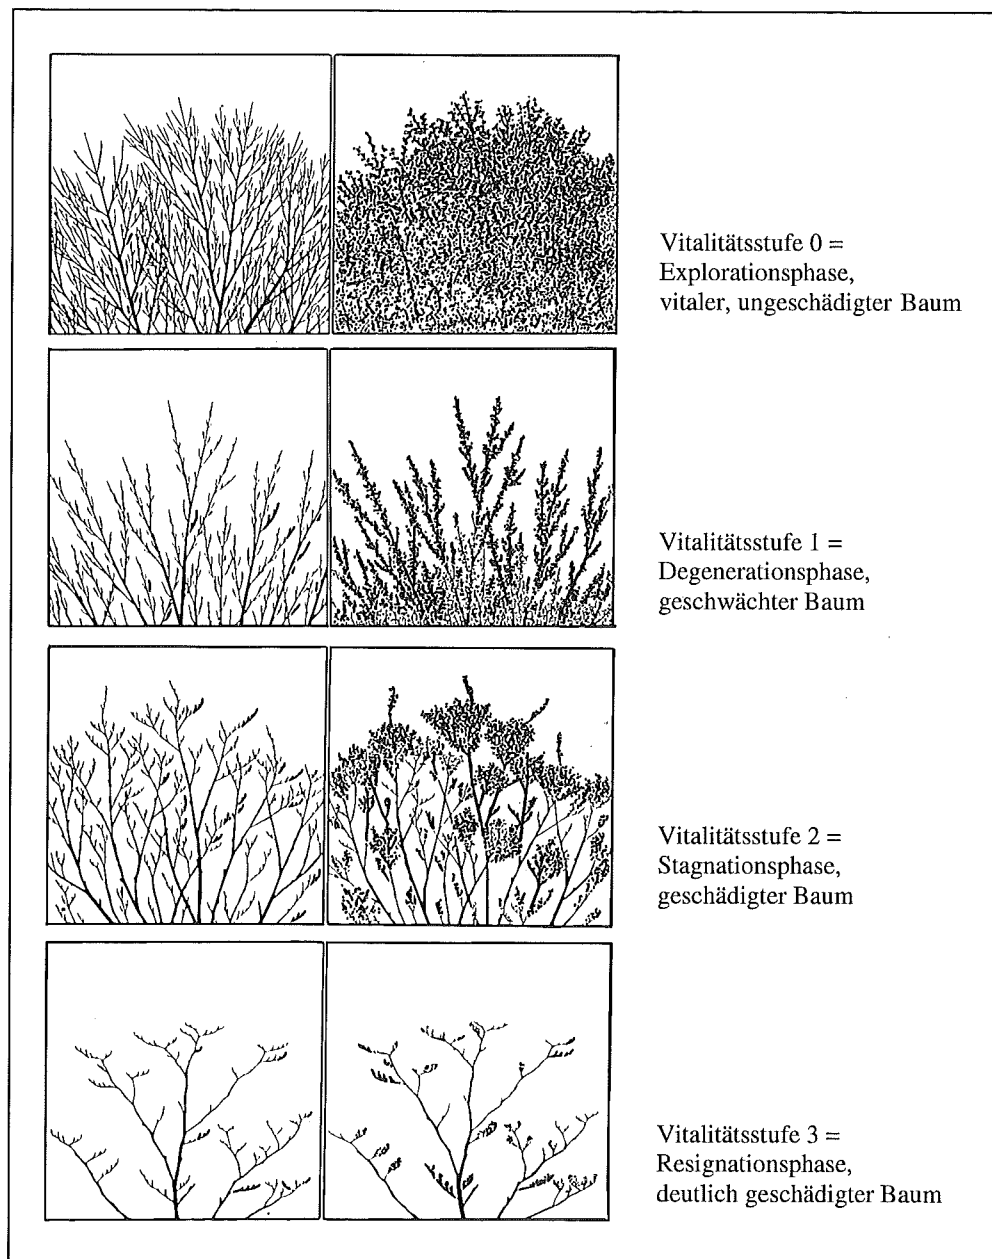 Vitalitätsstufe 0 =
Explorationsphase,
vitaler, ungeschädigter Baum
Vitalitätsstufe 1 =
Degenerationsphase,
geschwächter Baum
Vitalitätsstufe 2 =
Stagnationsphase,
geschädigter Baum
Vitalitätsstufe 3 =
Resignationsphase,
deutlich geschädigter Baum